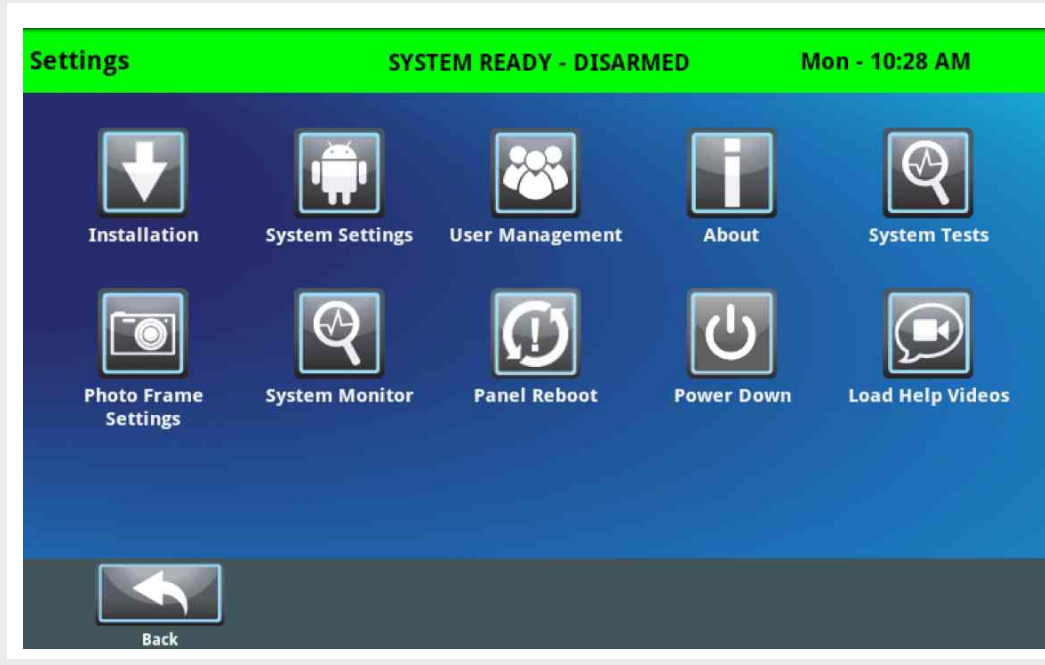 Settings
SYSTEM READY - DISARMED
Mon - 10:28 AM
Installation
System Settings
User Management
About
System Tests
Photo Frame
Settings
System Monitor
Panel Reboot
Power Down
Load Help Videos
Back